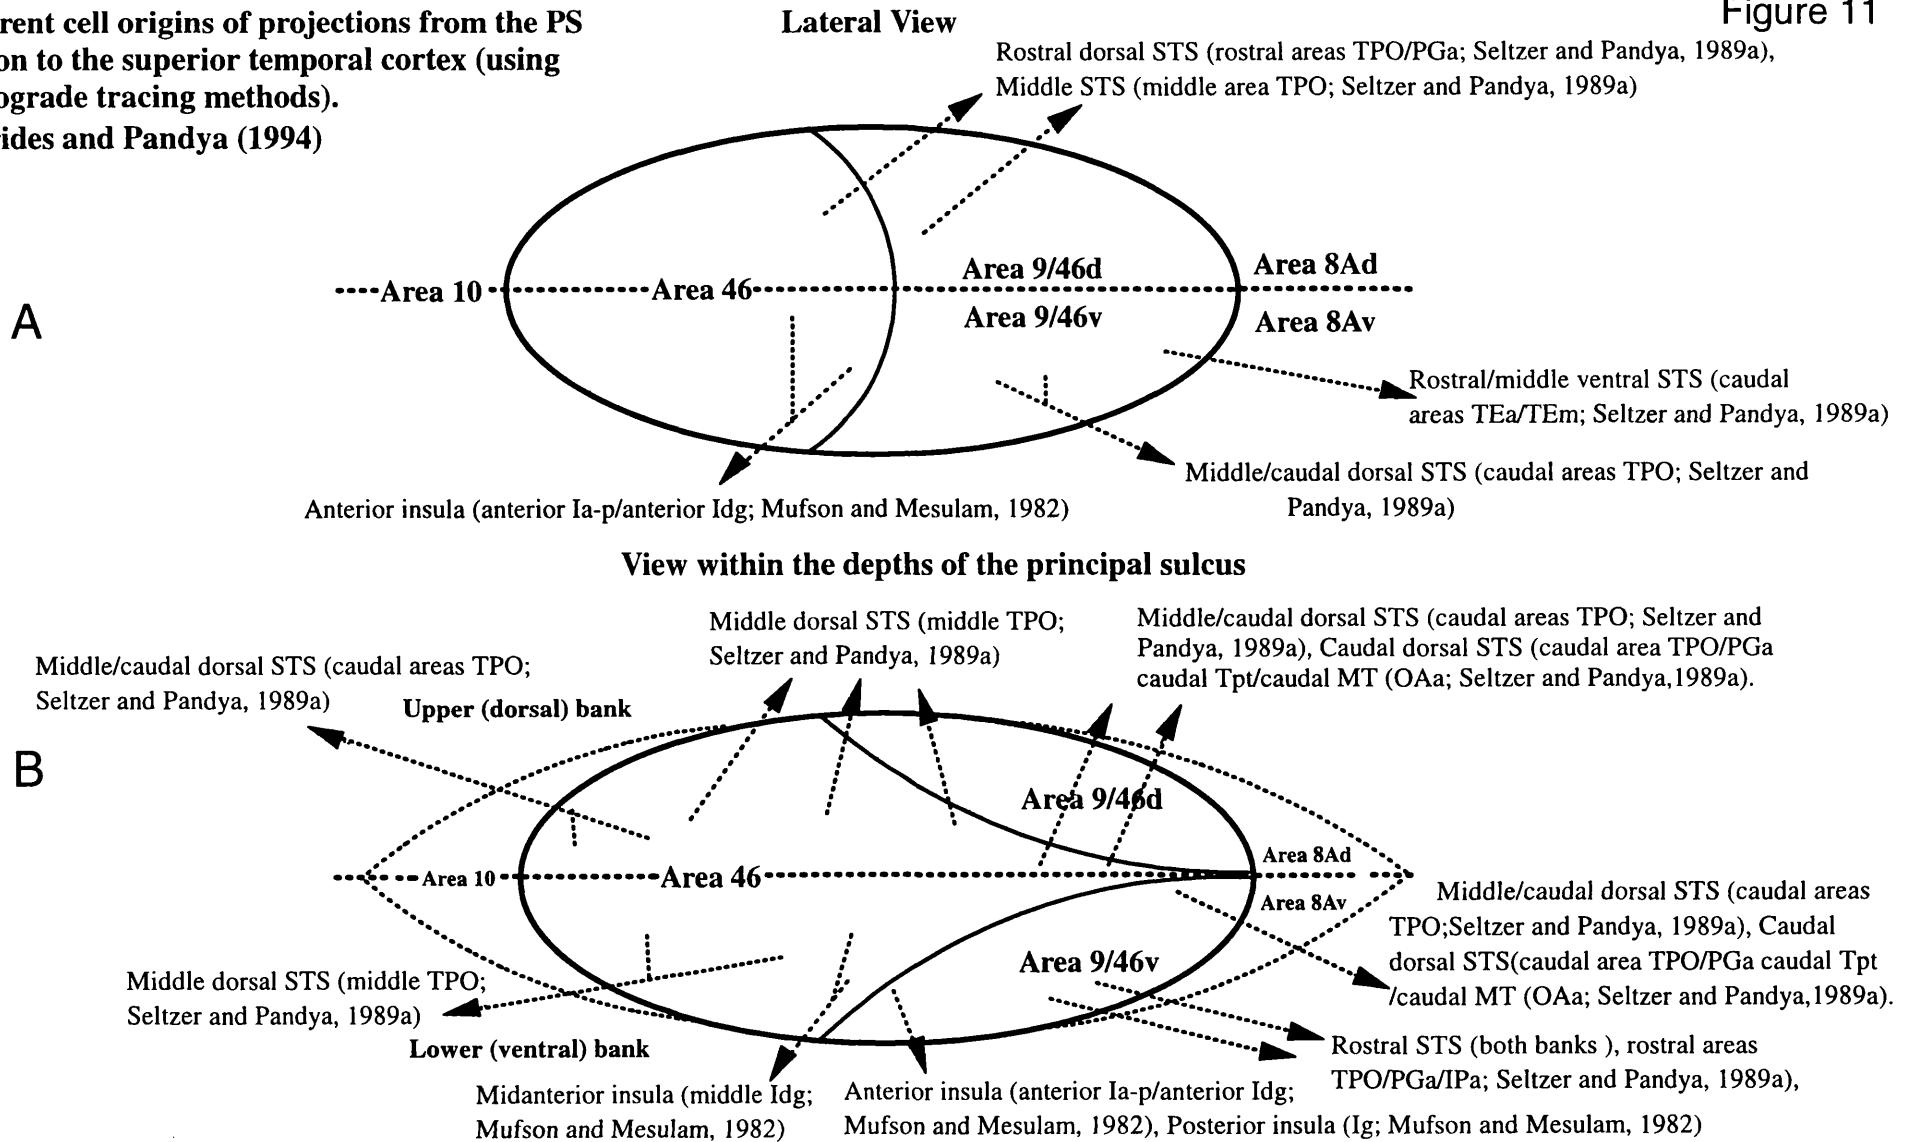 rent cell origins of projections from the PS
on to the superior temporal cortex (using
ograde tracing methods).
ides and Pandya (1994)
Lateral View
Figure 11
Rostral dorsal STS (rostral areas TPO/PGa; Seltzer and Pandya, 1989a),
Middle STS (middle area TPO; Seltzer and Pandya, 1989a)
A
Area 10
Area 46
Area 9/46d
Area 9/46v
Area 8Ad
Area 8Av
Rostral/middle ventral STS (caudal
areas TEa/TEm; Seltzer and Pandya, 1989a)
Middle/caudal dorsal STS (caudal areas TPO; Seltzer and
Pandya, 1989a)
Anterior insula (anterior Ia-p/anterior Idg; Mufson and Mesulam, 1982)
View within the depths of the principal sulcus
Middle/caudal dorsal STS (caudal areas TPO;
Seltzer and Pandya, 1989a)
Middle dorsal STS (middle TPO;
Seltzer and Pandya, 1989a)
Middle/caudal dorsal STS (caudal areas TPO; Seltzer and
Pandya, 1989a), Caudal dorsal STS (caudal area TPO/PGa
caudal Tpt/caudal MT (OAa; Seltzer and Pandya,1989a).
Upper (dorsal) bank
B
Area 10
Area 46
Area 9/46d
Area 9/46v
Area 8Ad
Area 8Av
Middle/caudal dorsal STS (caudal areas
TPO;Seltzer and Pandya, 1989a), Caudal
dorsal STS(caudal area TPO/PGa caudal Tpt
/caudal MT (OAa; Seltzer and Pandya,1989a).
Middle dorsal STS (middle TPO;
Seltzer and Pandya, 1989a)
Lower (ventral) bank
Rostral STS (both banks ), rostral areas
TPO/PGa/IPa; Seltzer and Pandya, 1989a),
Midanterior insula (middle Idg;
Mufson and Mesulam, 1982)
Anterior insula (anterior Ia-p/anterior Idg;
Mufson and Mesulam, 1982), Posterior insula (Ig; Mufson and Mesulam, 1982)